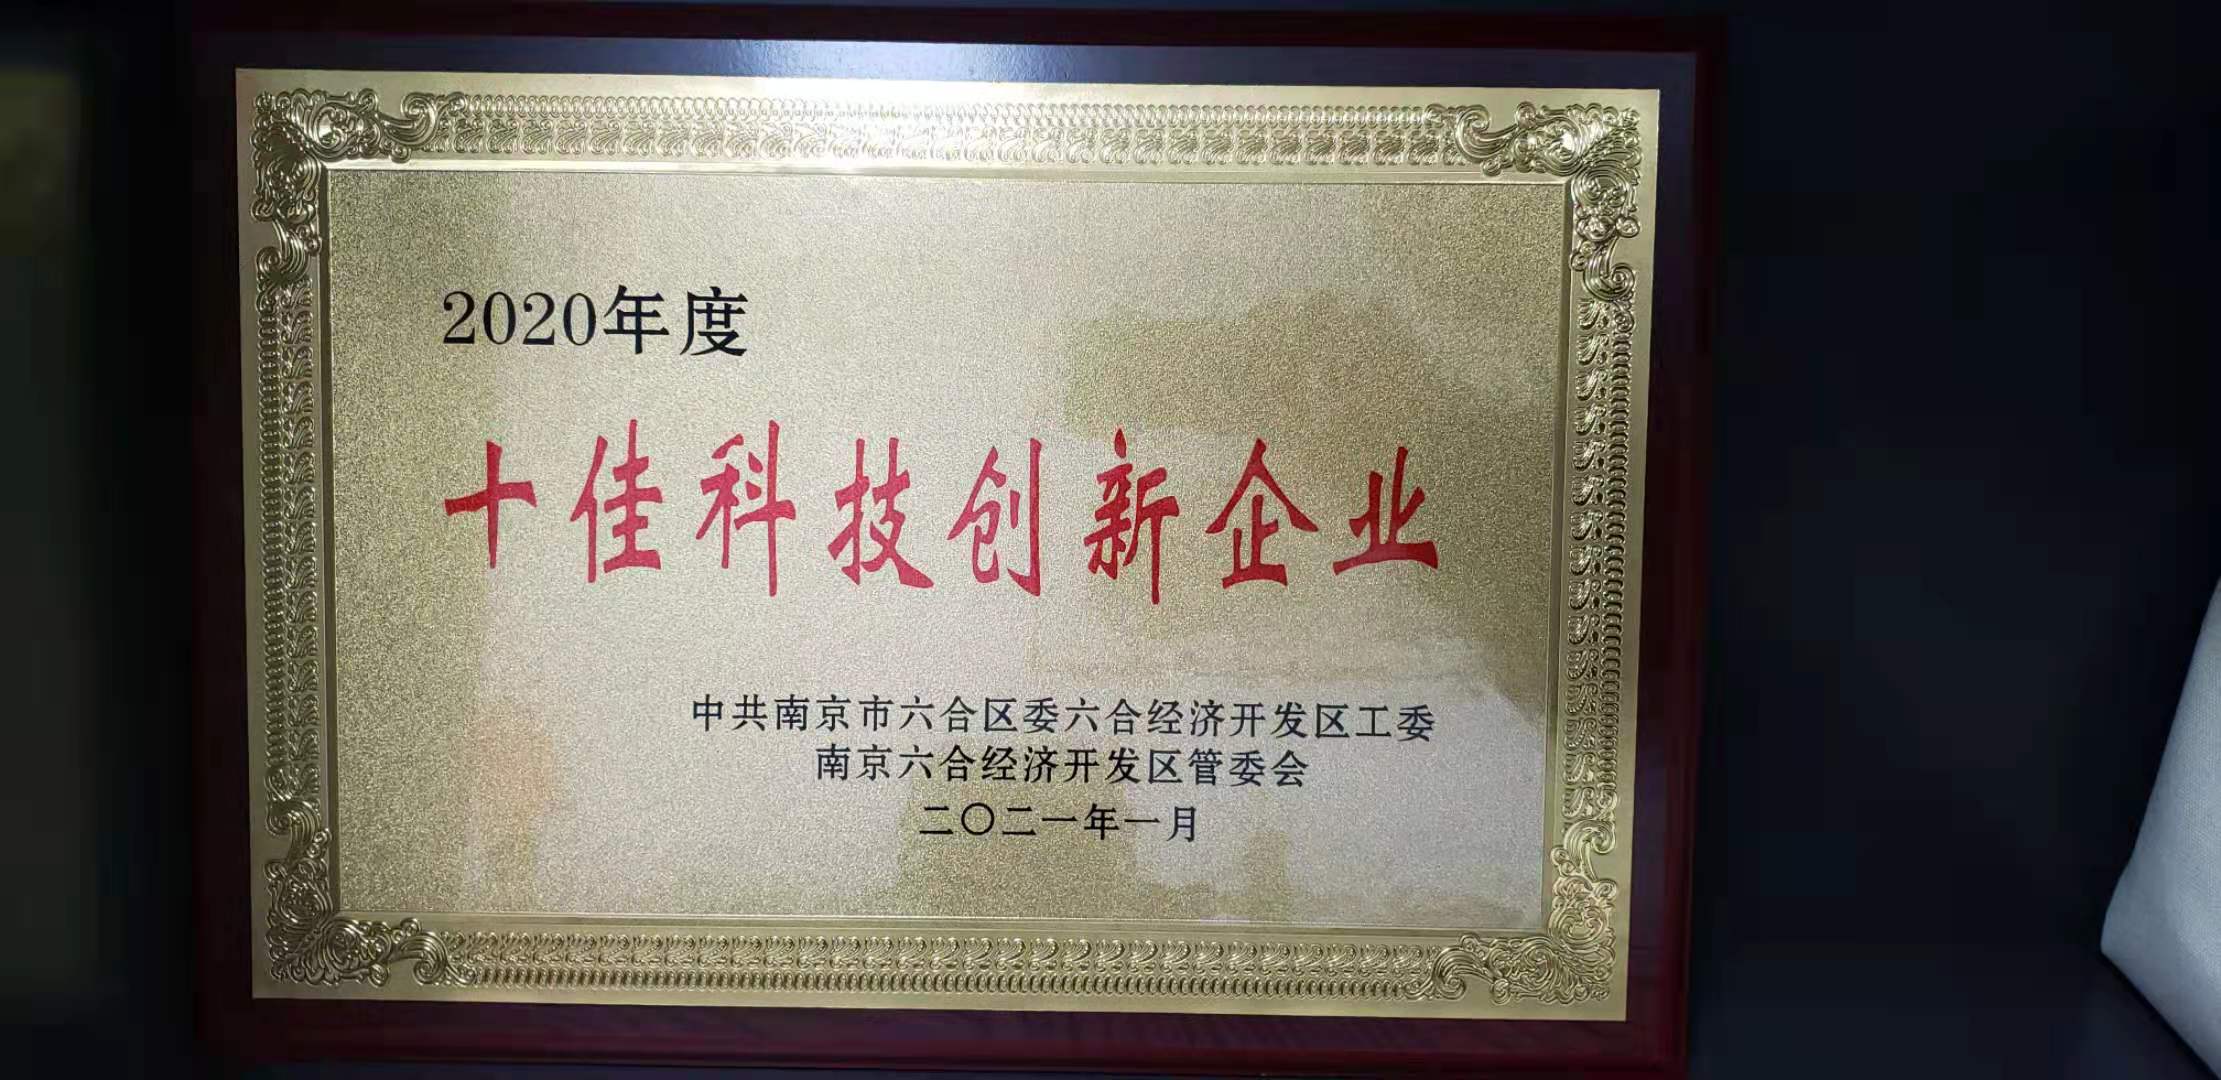 2020年度
十佳科技创新企业
中共南京市六合区委六合经济开发区工委
南京六合经济开发区管委会
二〇二一年一月